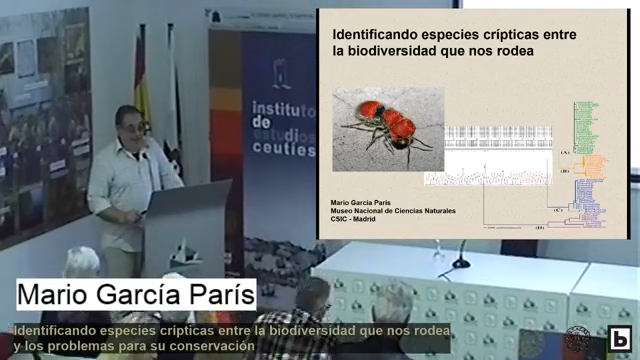 Identificando especies crípticas entre
la biodiversidad que nos rodea
instituto
de
estudios
ceutíes
(A)
(B)
(C)
(D)
Mario García París
Museo Nacional de Ciencias Naturales
CSIC - Madrid
Mario García París
Identificando especies crípticas entre la biodiversidad que nos rodea
y los problemas para su conservación
b